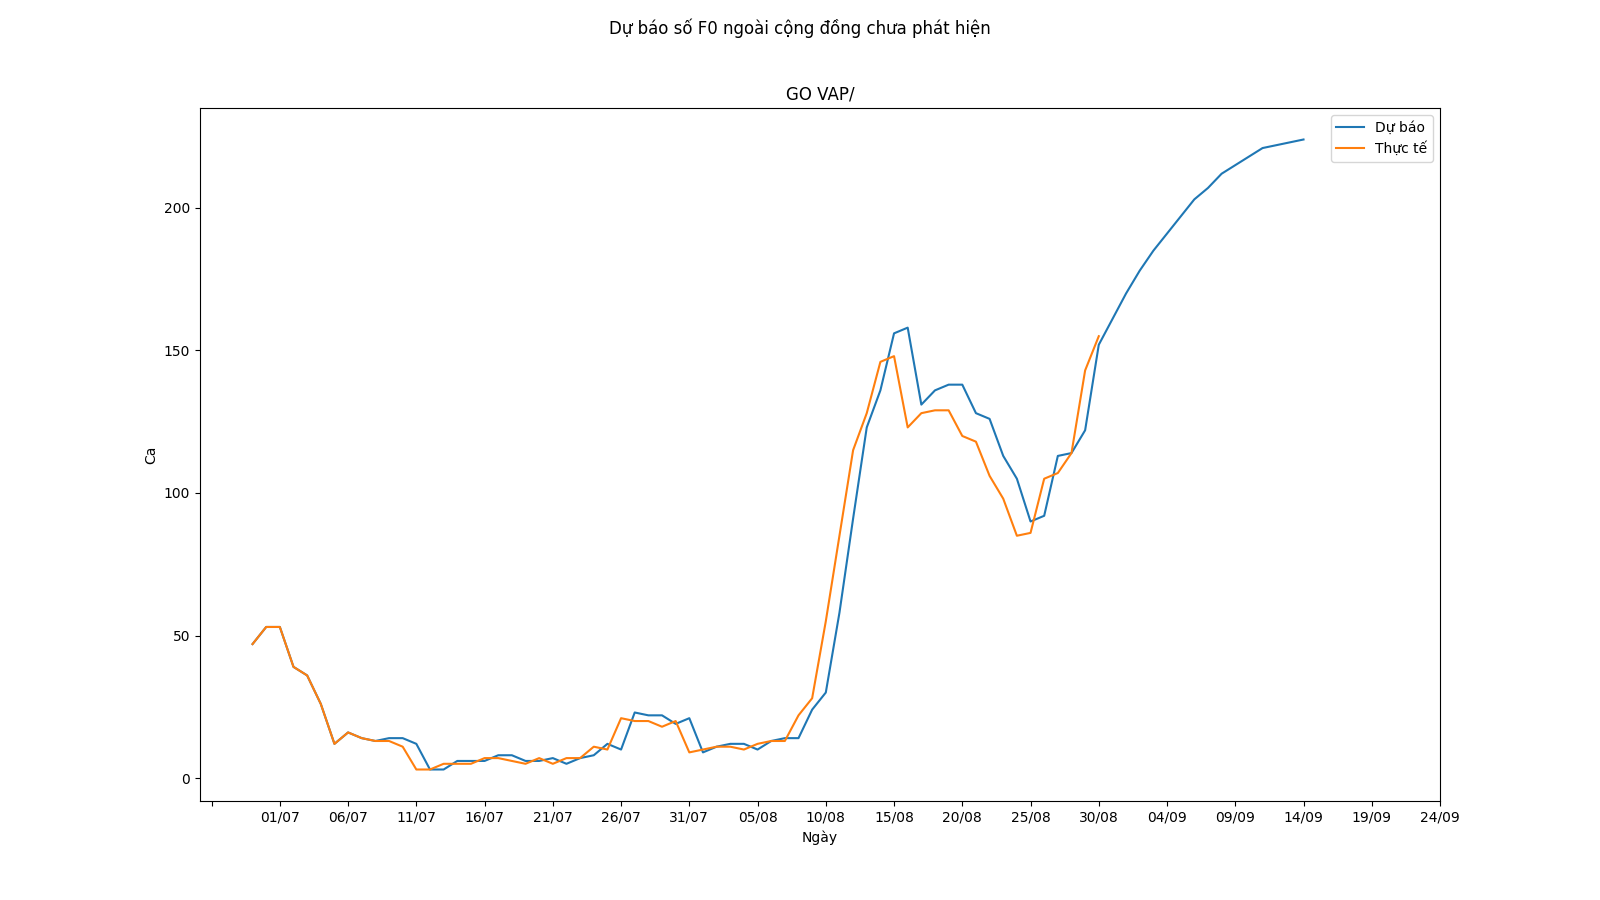 Dự báo số F0 ngoài cộng đồng chưa phát hiện
GO VAP/
Dự báo
Thực tế
200
150
100
50
0
Ca
01/07 06/07 11/07 16/07 21/07 26/07 31/07 05/08 10/08 15/08 20/08 25/08 30/08 04/09 09/09 14/09 19/09 24/09
Ngày